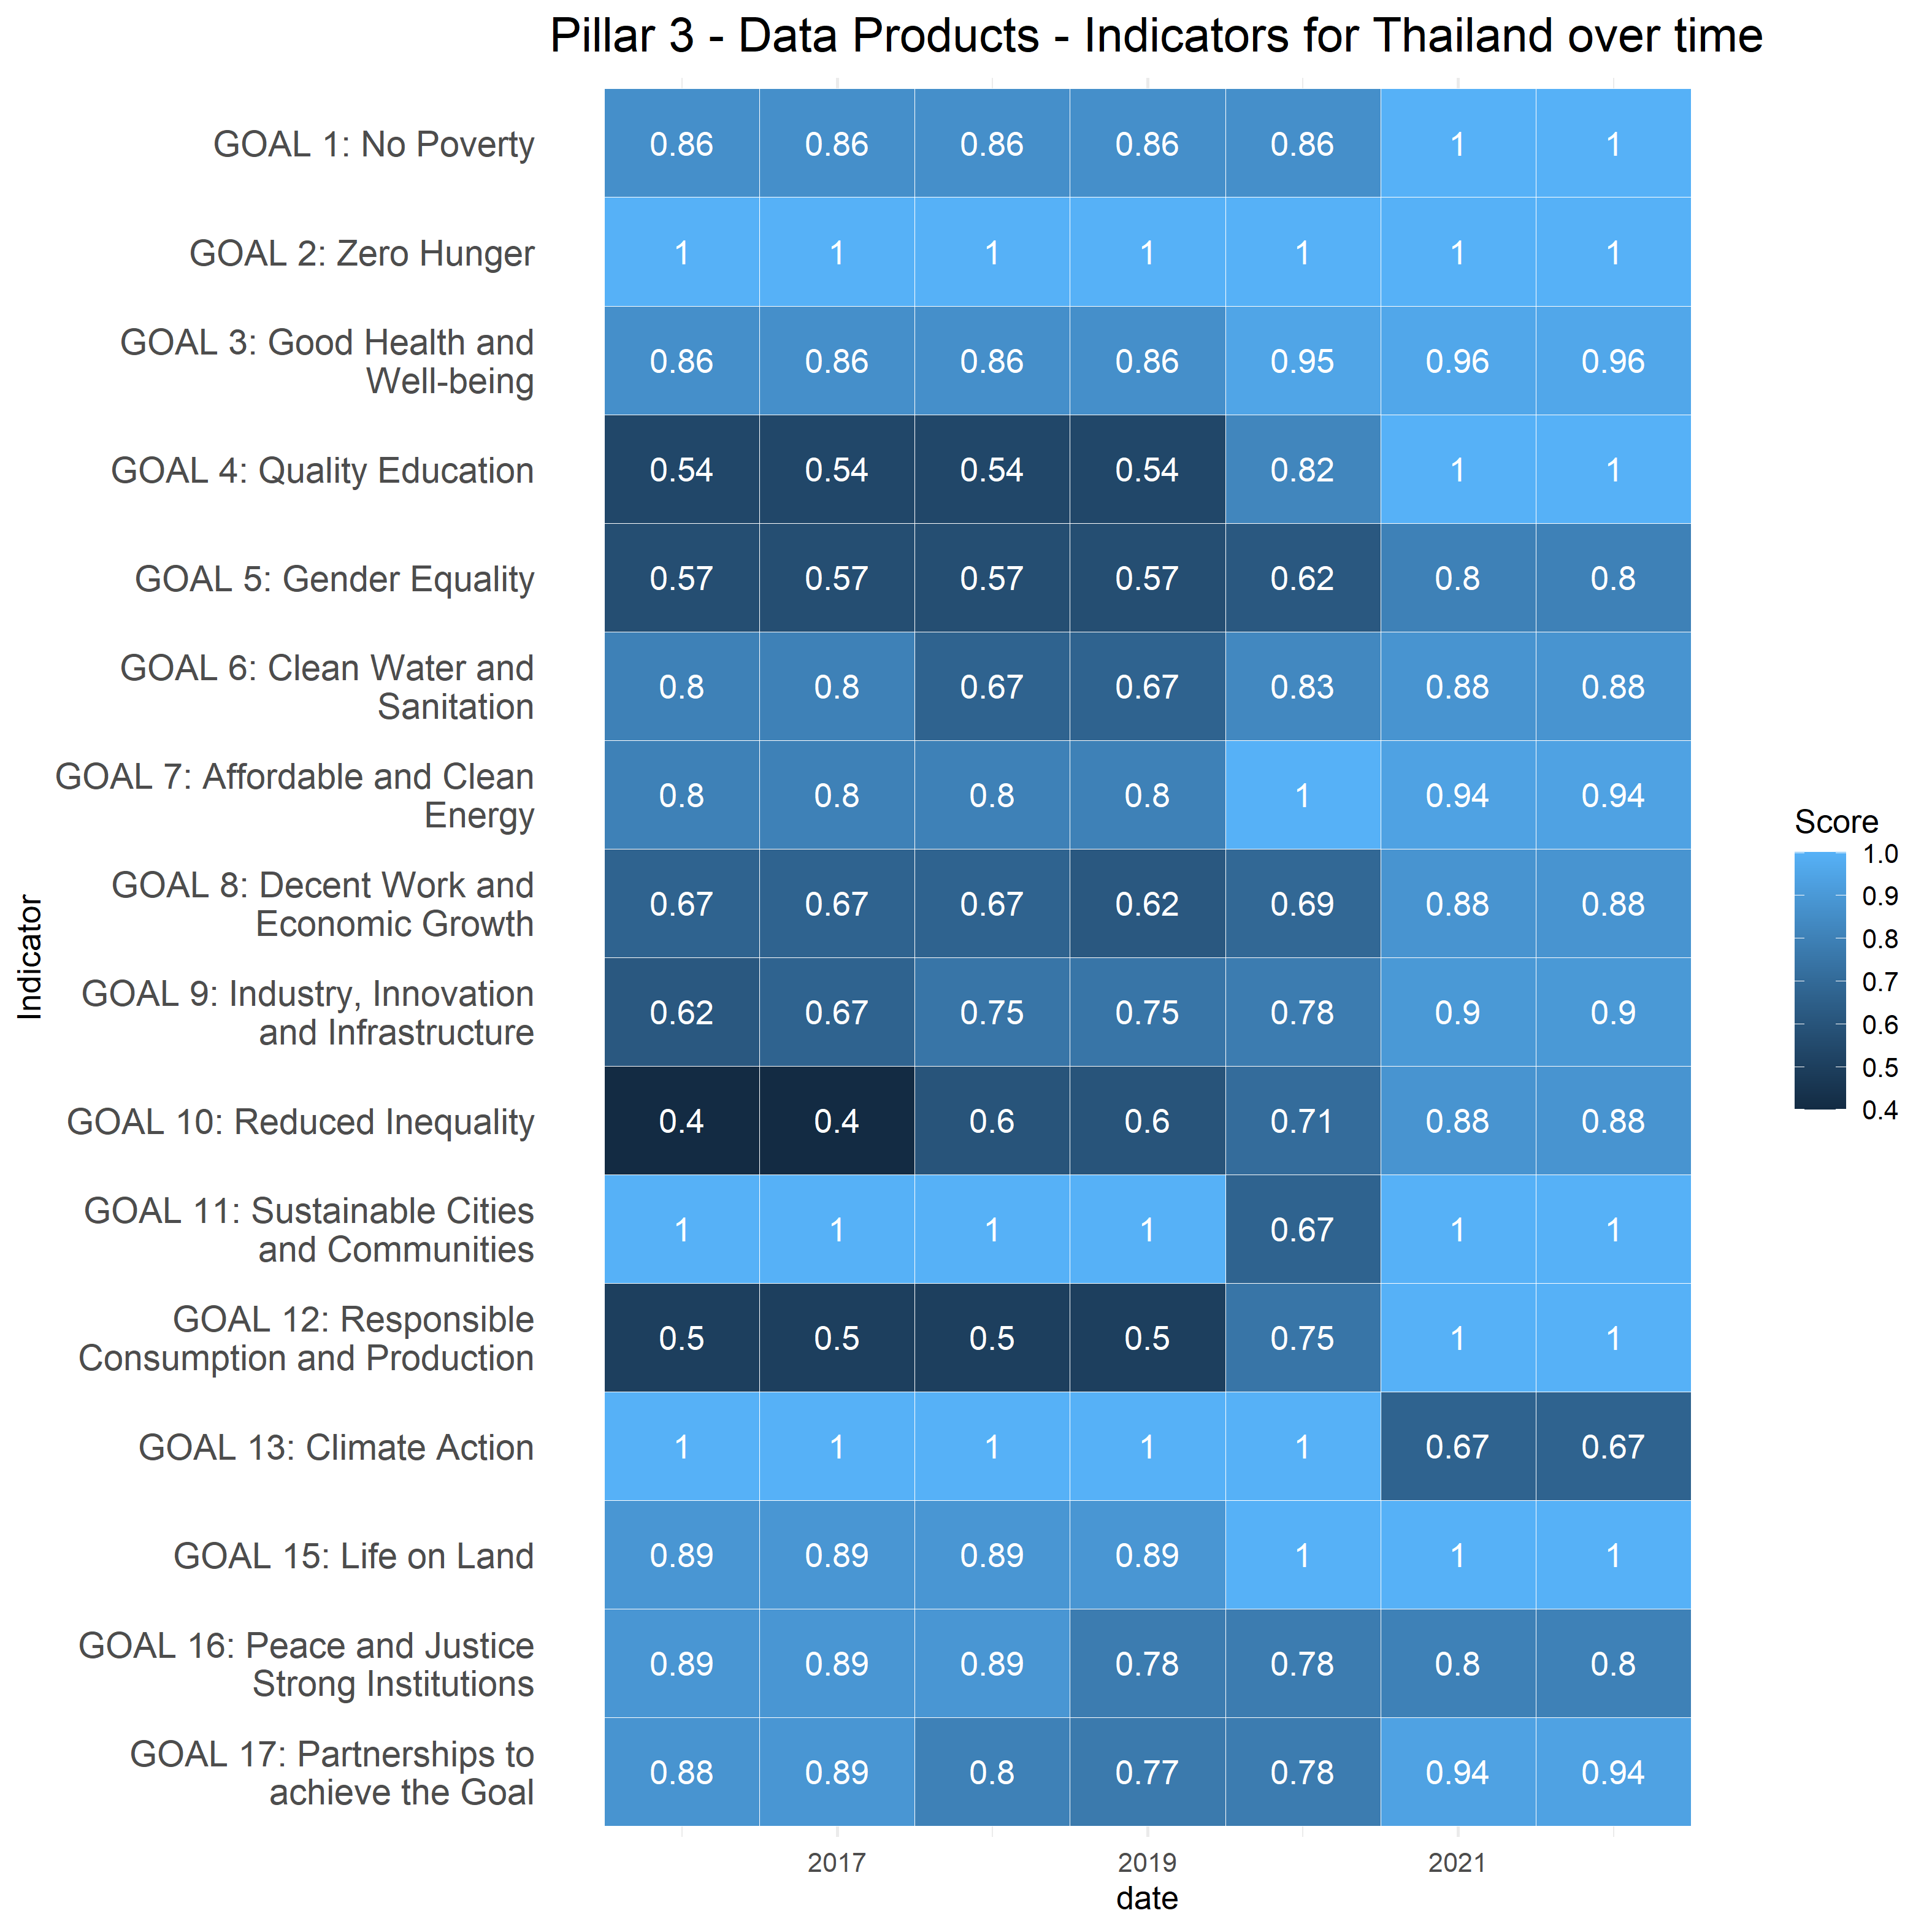 Pillar 3 - Data Products - Indicators for Thailand over time
Indicator
GOAL 1: No Poverty
0.86 0.86 0.86 0.86 0.86 1 1
GOAL 2: Zero Hunger
1 1 1 1 1 1 1
GOAL 3: Good Health and
Well-being
0.86 0.86 0.86 0.86 0.95 0.96 0.96
GOAL 4: Quality Education
0.54 0.54 0.54 0.54 0.82 1 1
GOAL 5: Gender Equality
0.57 0.57 0.57 0.57 0.62 0.8 0.8
GOAL 6: Clean Water and
Sanitation
0.8 0.8 0.67 0.67 0.83 0.88 0.88
GOAL 7: Affordable and Clean
Energy
0.8 0.8 0.8 0.8 1 0.94 0.94
GOAL 8: Decent Work and
Economic Growth
0.67 0.67 0.67 0.62 0.69 0.88 0.88
GOAL 9: Industry, Innovation
and Infrastructure
0.62 0.67 0.75 0.75 0.78 0.9 0.9
GOAL 10: Reduced Inequality
0.4 0.4 0.6 0.6 0.71 0.88 0.88
GOAL 11: Sustainable Cities
and Communities
1 1 1 1 0.67 1 1
GOAL 12: Responsible
Consumption and Production
0.5 0.5 0.5 0.5 0.75 1 1
GOAL 13: Climate Action
1 1 1 1 1 0.67 0.67
GOAL 15: Life on Land
0.89 0.89 0.89 0.89 1 1 1
GOAL 16: Peace and Justice
Strong Institutions
0.89 0.89 0.89 0.78 0.78 0.8 0.8
GOAL 17: Partnerships to
achieve the Goal
0.88 0.89 0.8 0.77 0.78 0.94 0.94
2017 2019 2021
date
Score
1.0
0.9
0.8
0.7
0.6
0.5
0.4